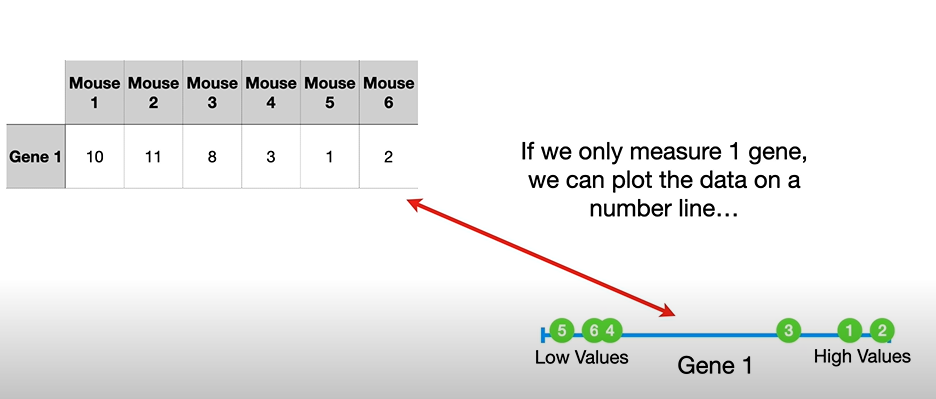 Mouse 1 Mouse 2 Mouse 3 Mouse 4 Mouse 5 Mouse 6
Gene 1 10 11 8 3 1 2
If we only measure 1 gene,
we can plot the data on a
number line…
5 6 4 3 1 2
Low Values High Values
Gene 1